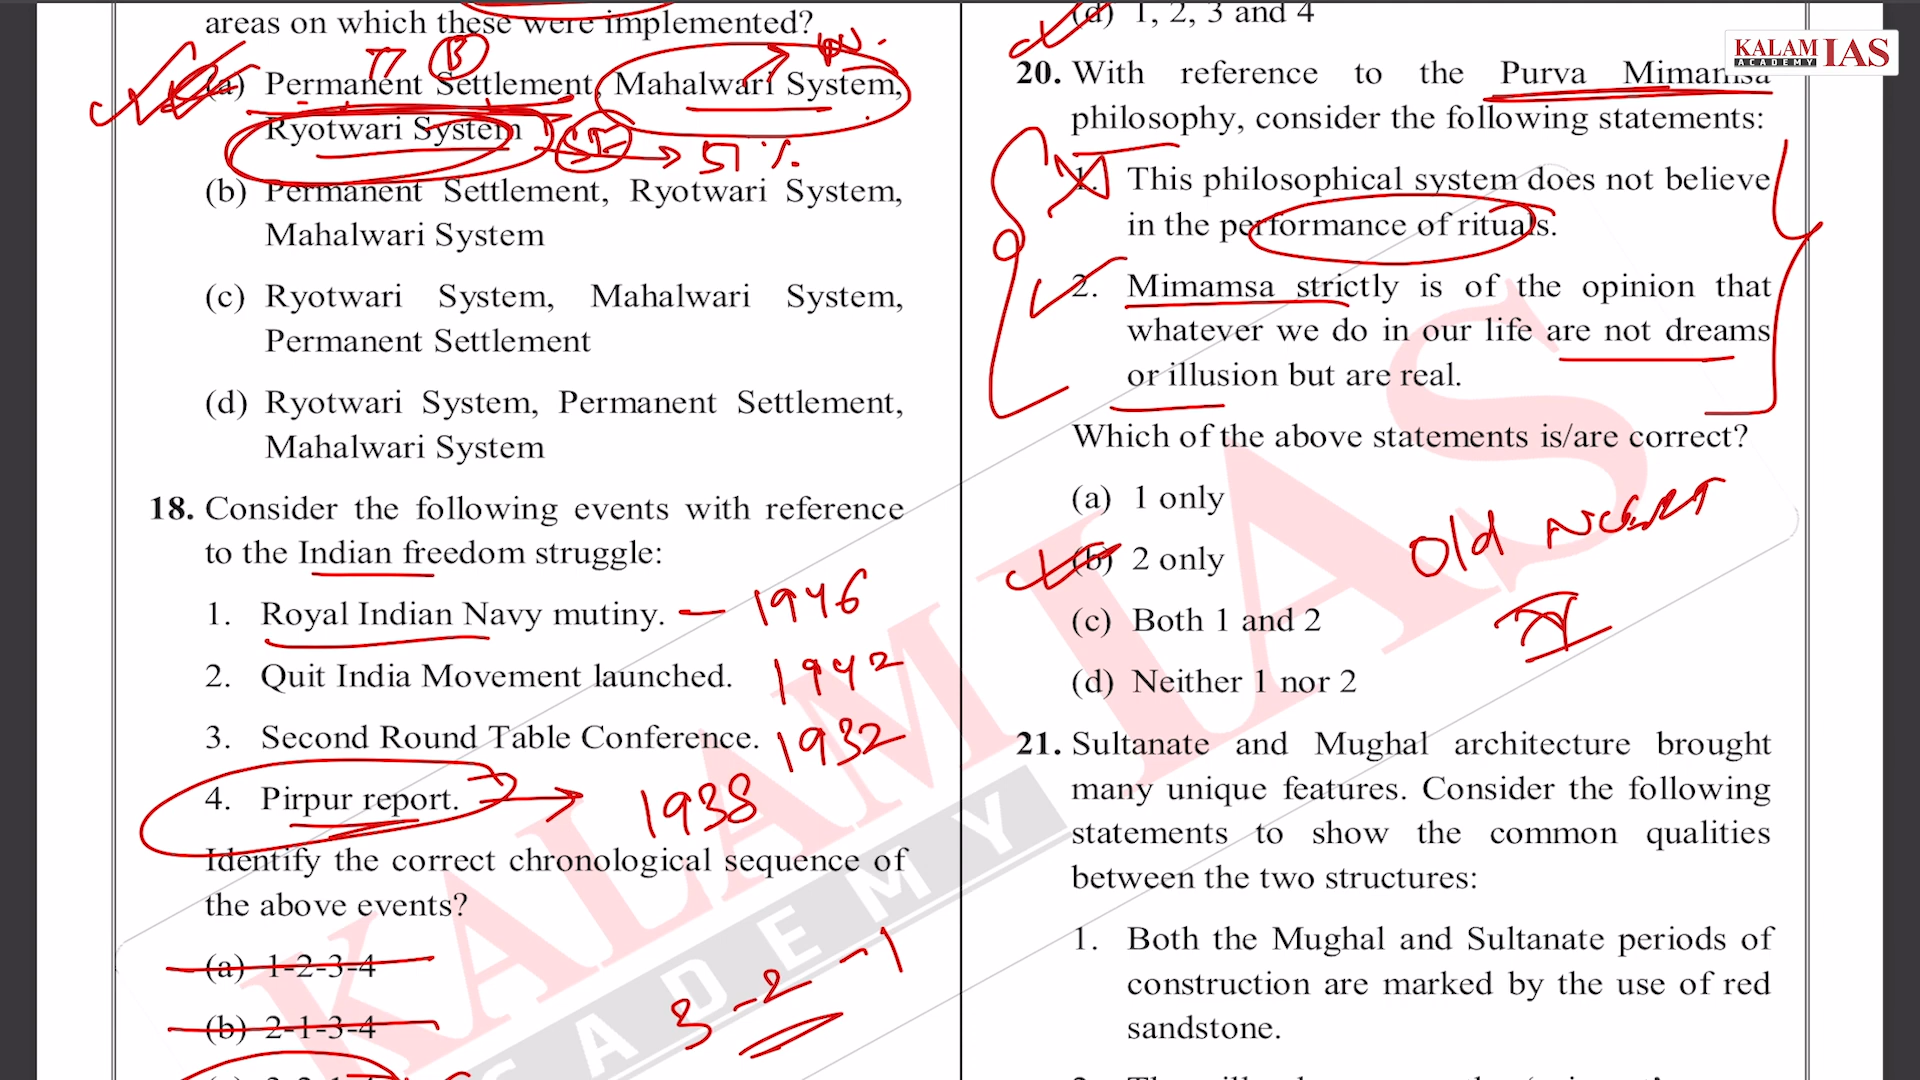 areas on which these were implemented?
(a) Permanent Settlement, Mahalwari System,
Ryotwari System
51 %
(b) Permanent Settlement, Ryotwari System,
Mahalwari System
(c) Ryotwari System, Mahalwari System,
Permanent Settlement
(d) Ryotwari System, Permanent Settlement,
Mahalwari System
18. Consider the following events with reference
to the Indian freedom struggle:
1. Royal Indian Navy mutiny. – 1946
2. Quit India Movement launched. 1942
3. Second Round Table Conference. 1932
4. Pirpur report. → 1938
Identify the correct chronological sequence of
the above events?
(a) 1-2-3-4
(b) 2-1-3-4
3-2-1
(d) 1, 2, 3 and 4
20. With reference to the Purva Mimamsa
philosophy, consider the following statements:
1. This philosophical system does not believe
in the performance of rituals.
2. Mimamsa strictly is of the opinion that
whatever we do in our life are not dreams
or illusion but are real.
Which of the above statements is/are correct?
(a) 1 only
(b) 2 only
(c) Both 1 and 2
(d) Neither 1 nor 2
Old NCERT
XI
21. Sultanate and Mughal architecture brought
many unique features. Consider the following
statements to show the common qualities
between the two structures:
1. Both the Mughal and Sultanate periods of
construction are marked by the use of red
sandstone.
KALAM IAS
ACADEMY
KALAM IAS
ACADEMY